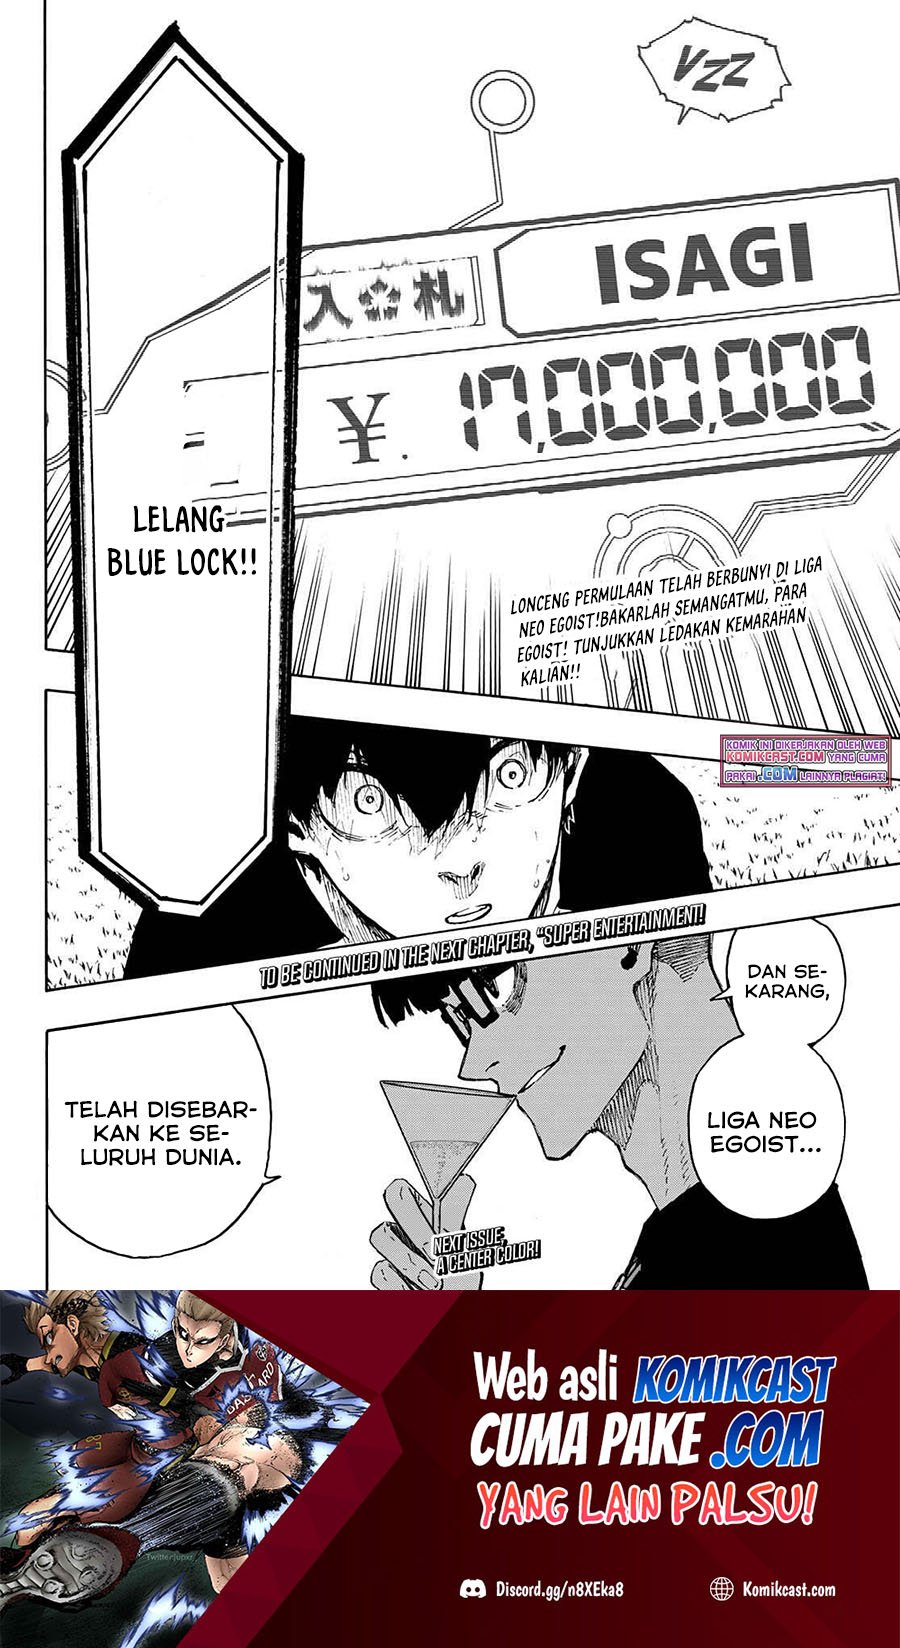 VZZ
入札
ISAGI
¥. 17,000,000
LELANG
BLUE LOCK!!
LONCENG PERMULAAN TELAH BERBUNYI DI LIGA
NEO EGOIST!BAKARLAH SEMANGATMU, PARA
EGOIST! TUNJUKKAN LEDAKAN KEMARAHAN
KALIAN!!
KOMIK INI DIKERJAKAN OLEH WEB
KOMIKCAST.COM YANG CUMA
PAKAI .COM LAINNYA PLAGIAT!
TO BE CONTINUED IN THE NEXT CHAPTER, "SUPER ENTERTAINMENT!
DAN SE-
KARANG,
LIGA NEO
EGOIST...
TELAH DISEBAR-
KAN KE SE-
LURUH DUNIA.
NEXT ISSUE,
A CENTER COLOR!
Web asli KOMIKCAST
CUMA PAKE .COM
YANG LAIN PALSU!
Discord.gg/n8XEka8
Komikcast.com